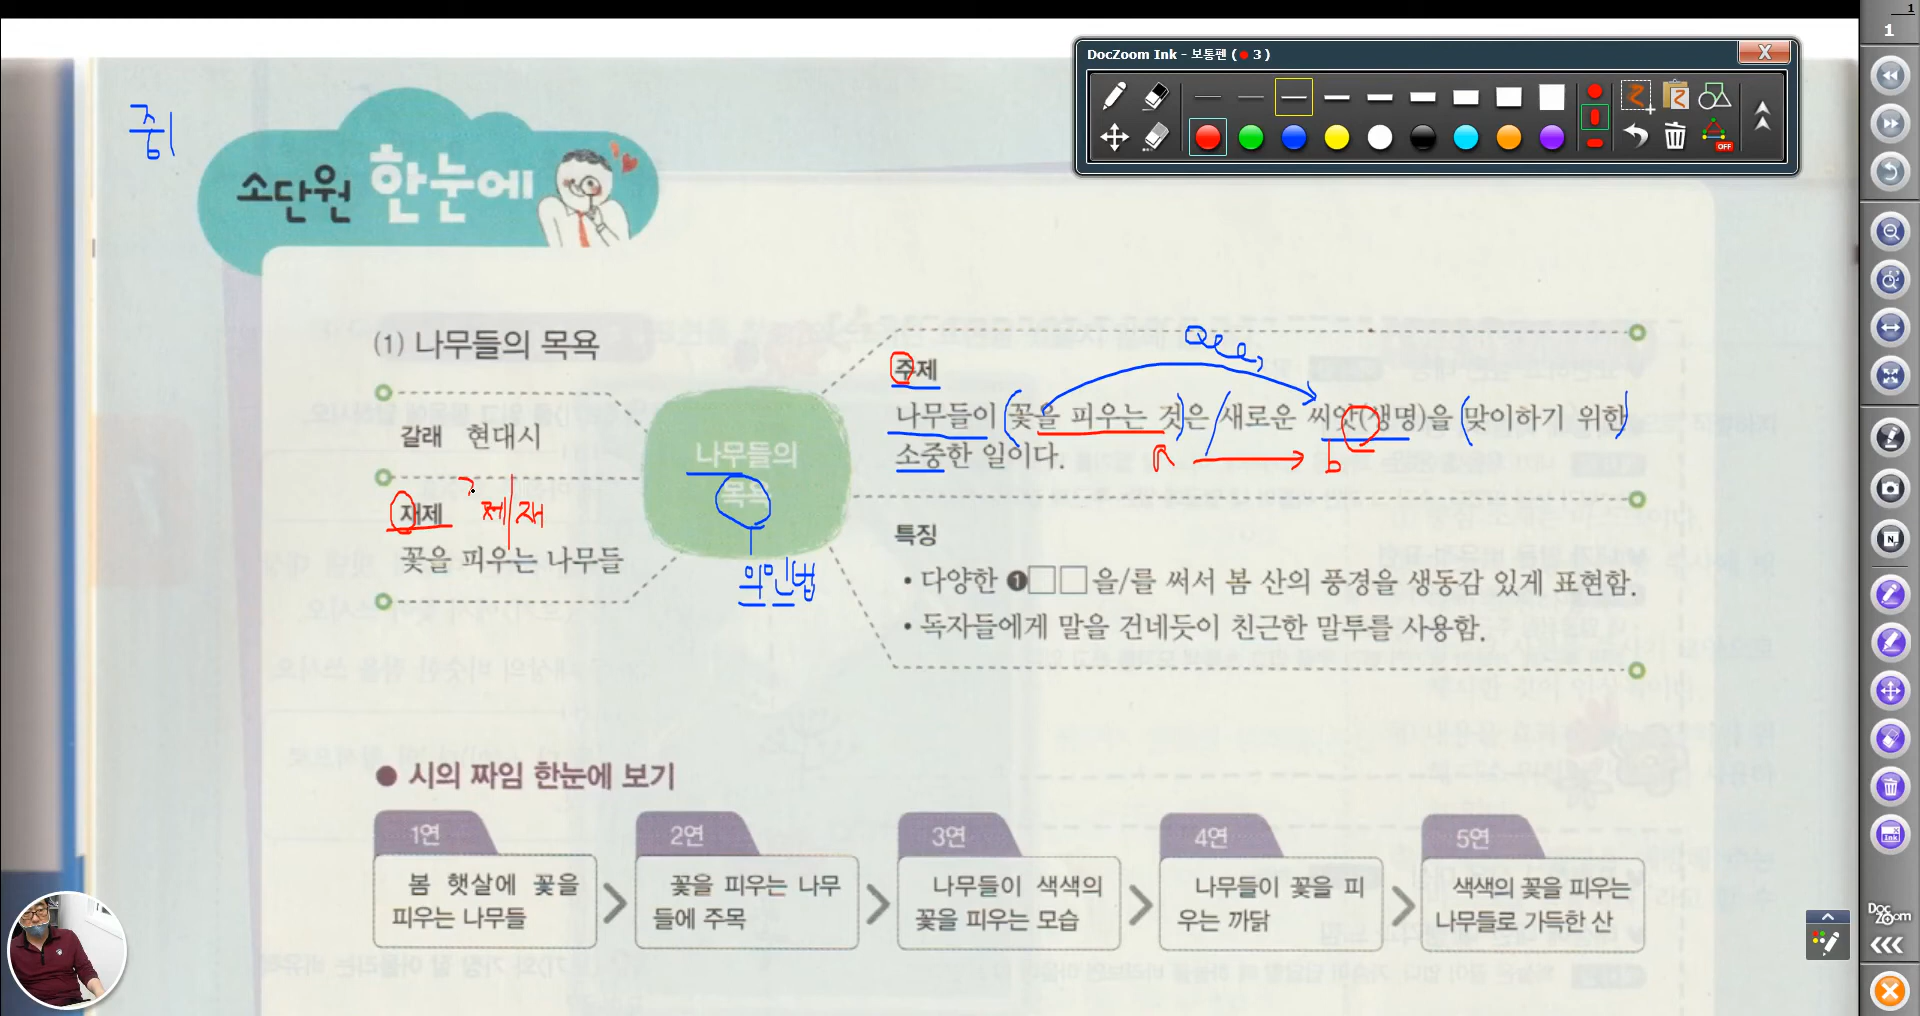 1
1
DocZoom Ink - 보통펜 ( 3 )
X
OFF
중1
소단원 한눈에
(1) 나무들의 목욕
갈래 현대시
재제
제 재
꽃을 피우는 나무들
나무들의
목욕
의인법
주제
나무들이 꽃을 피우는 것은 새로운 씨앗(생명)을 맞이하기 위한
소중한 일이다.
b
특징
• 다양한 ❶□□을/를 써서 봄 산의 풍경을 생동감 있게 표현함.
• 독자들에게 말을 건네듯이 친근한 말투를 사용함.
● 시의 짜임 한눈에 보기
1연
봄 햇살에 꽃을
피우는 나무들
2연
꽃을 피우는 나무
들에 주목
3연
나무들이 색색의
꽃을 피우는 모습
4연
나무들이 꽃을 피
우는 까닭
5연
색색의 꽃을 피우는
나무들로 가득한 산
N
Ink
Doc
Zoom